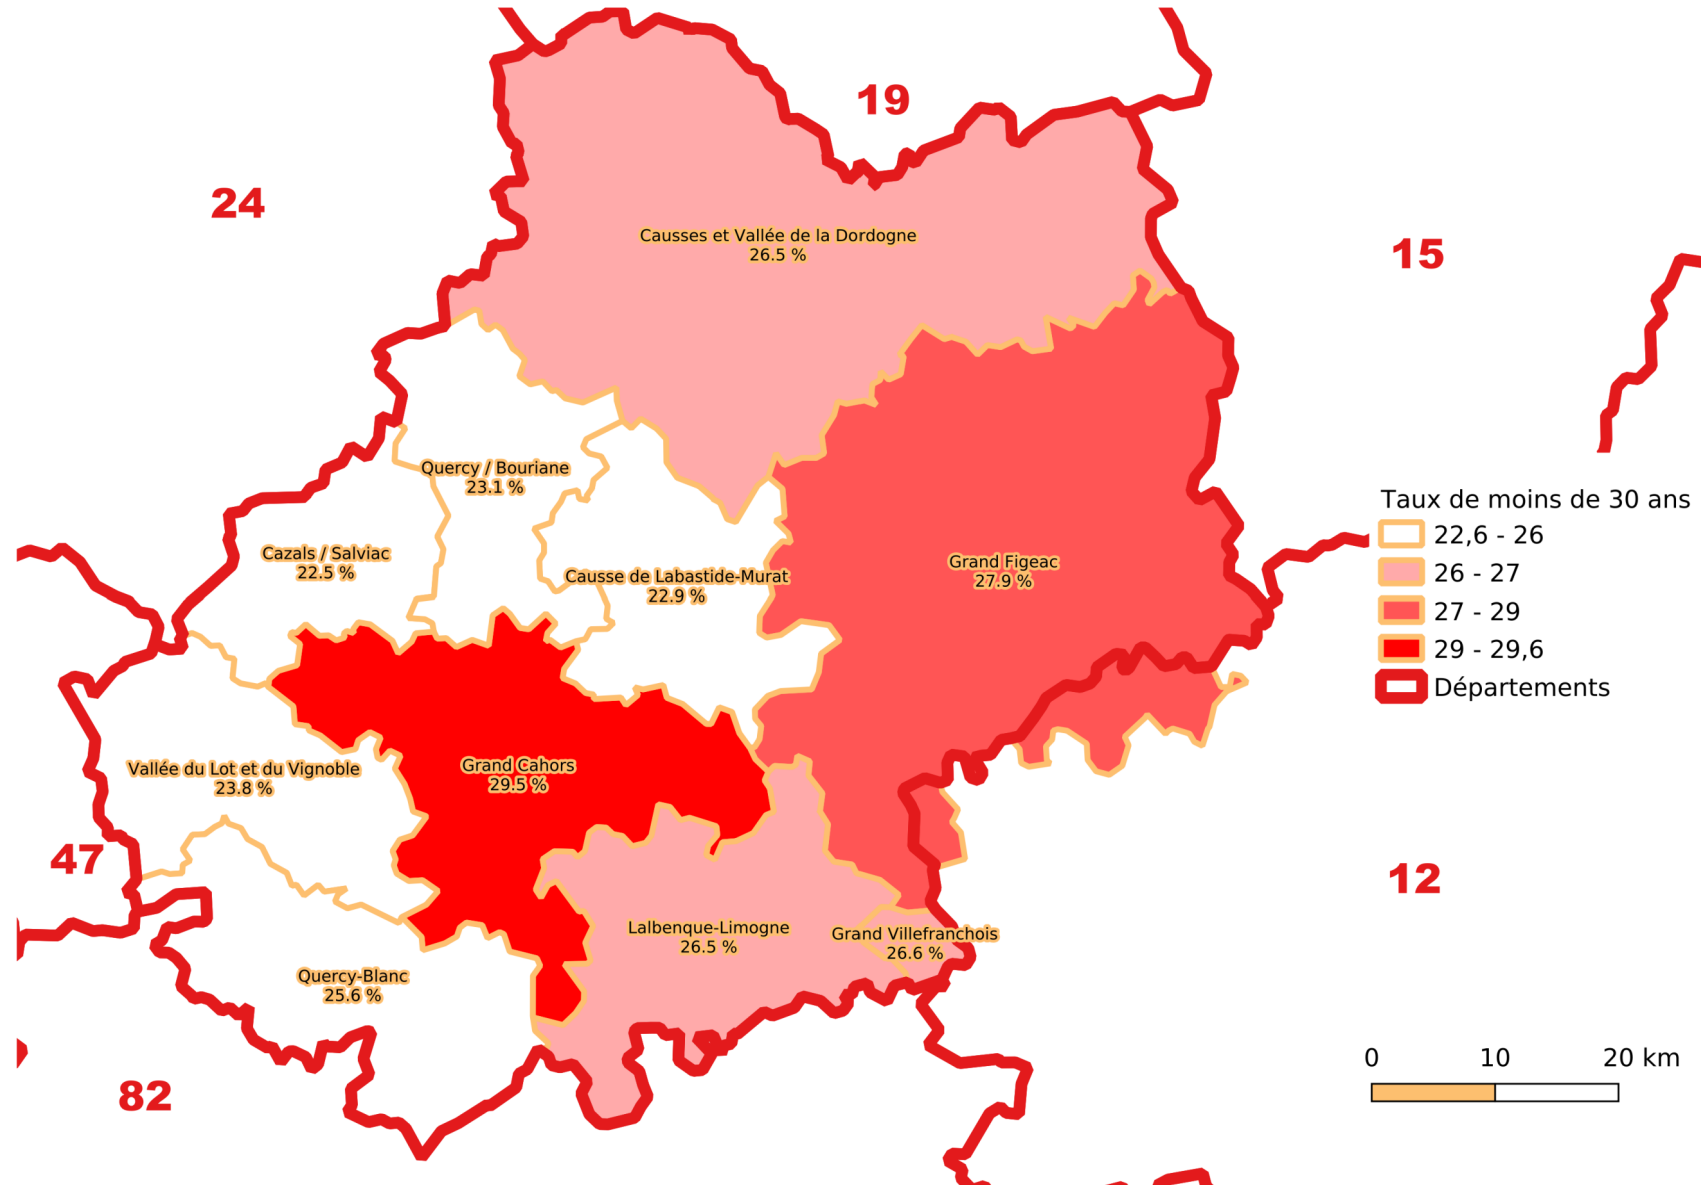 19
24
Causses et Vallée de la Dordogne
26.5 %
15
Quercy / Bouriane
23.1 %
Taux de moins de 30 ans
22,6 - 26
Cazals / Salviac
22.5 %
Causse de Labastide-Murat
22.9 %
Grand Figeac
27.9 %
26 - 27
27 - 29
29 - 29,6
Départements
Vallée du Lot et du Vignoble
23.8 %
Grand Cahors
29.5 %
47
12
Lalbenque-Limogne
26.5 %
Grand Villefranchois
26.6 %
Quercy-Blanc
25.6 %
82
0 10 20 km